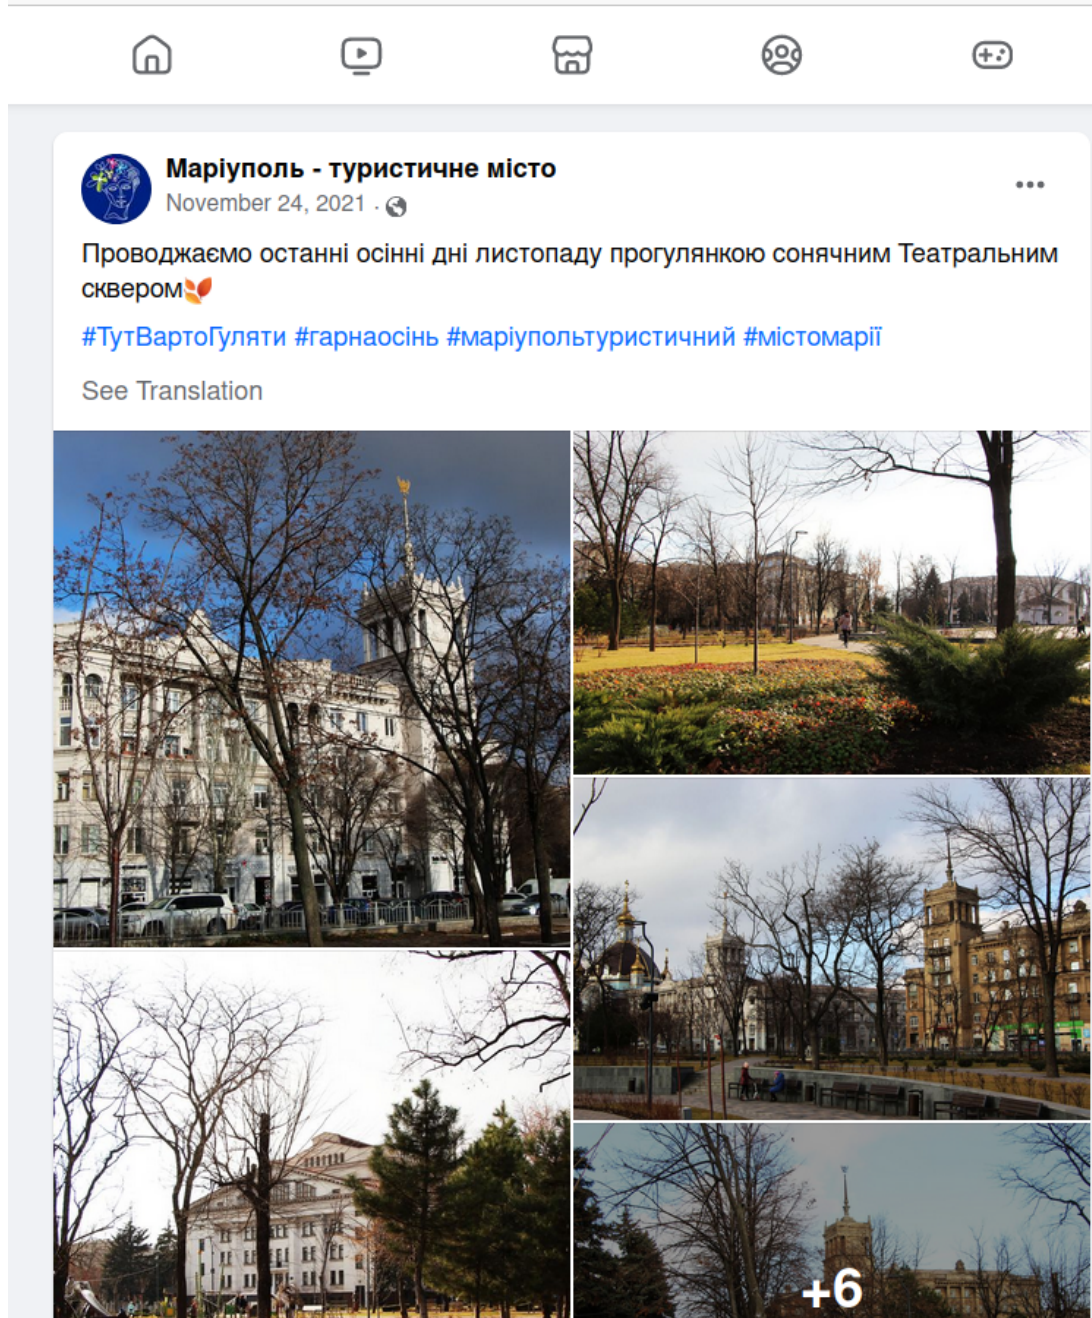 Маріуполь - туристичне місто
November 24, 2021 ·
Проводжаємо останні осінні дні листопаду прогулянкою сонячним Театральним
сквером🍂
#ТутВартоГуляти #гарнаосінь #маріупольтуристичний #містомарії
See Translation
+6